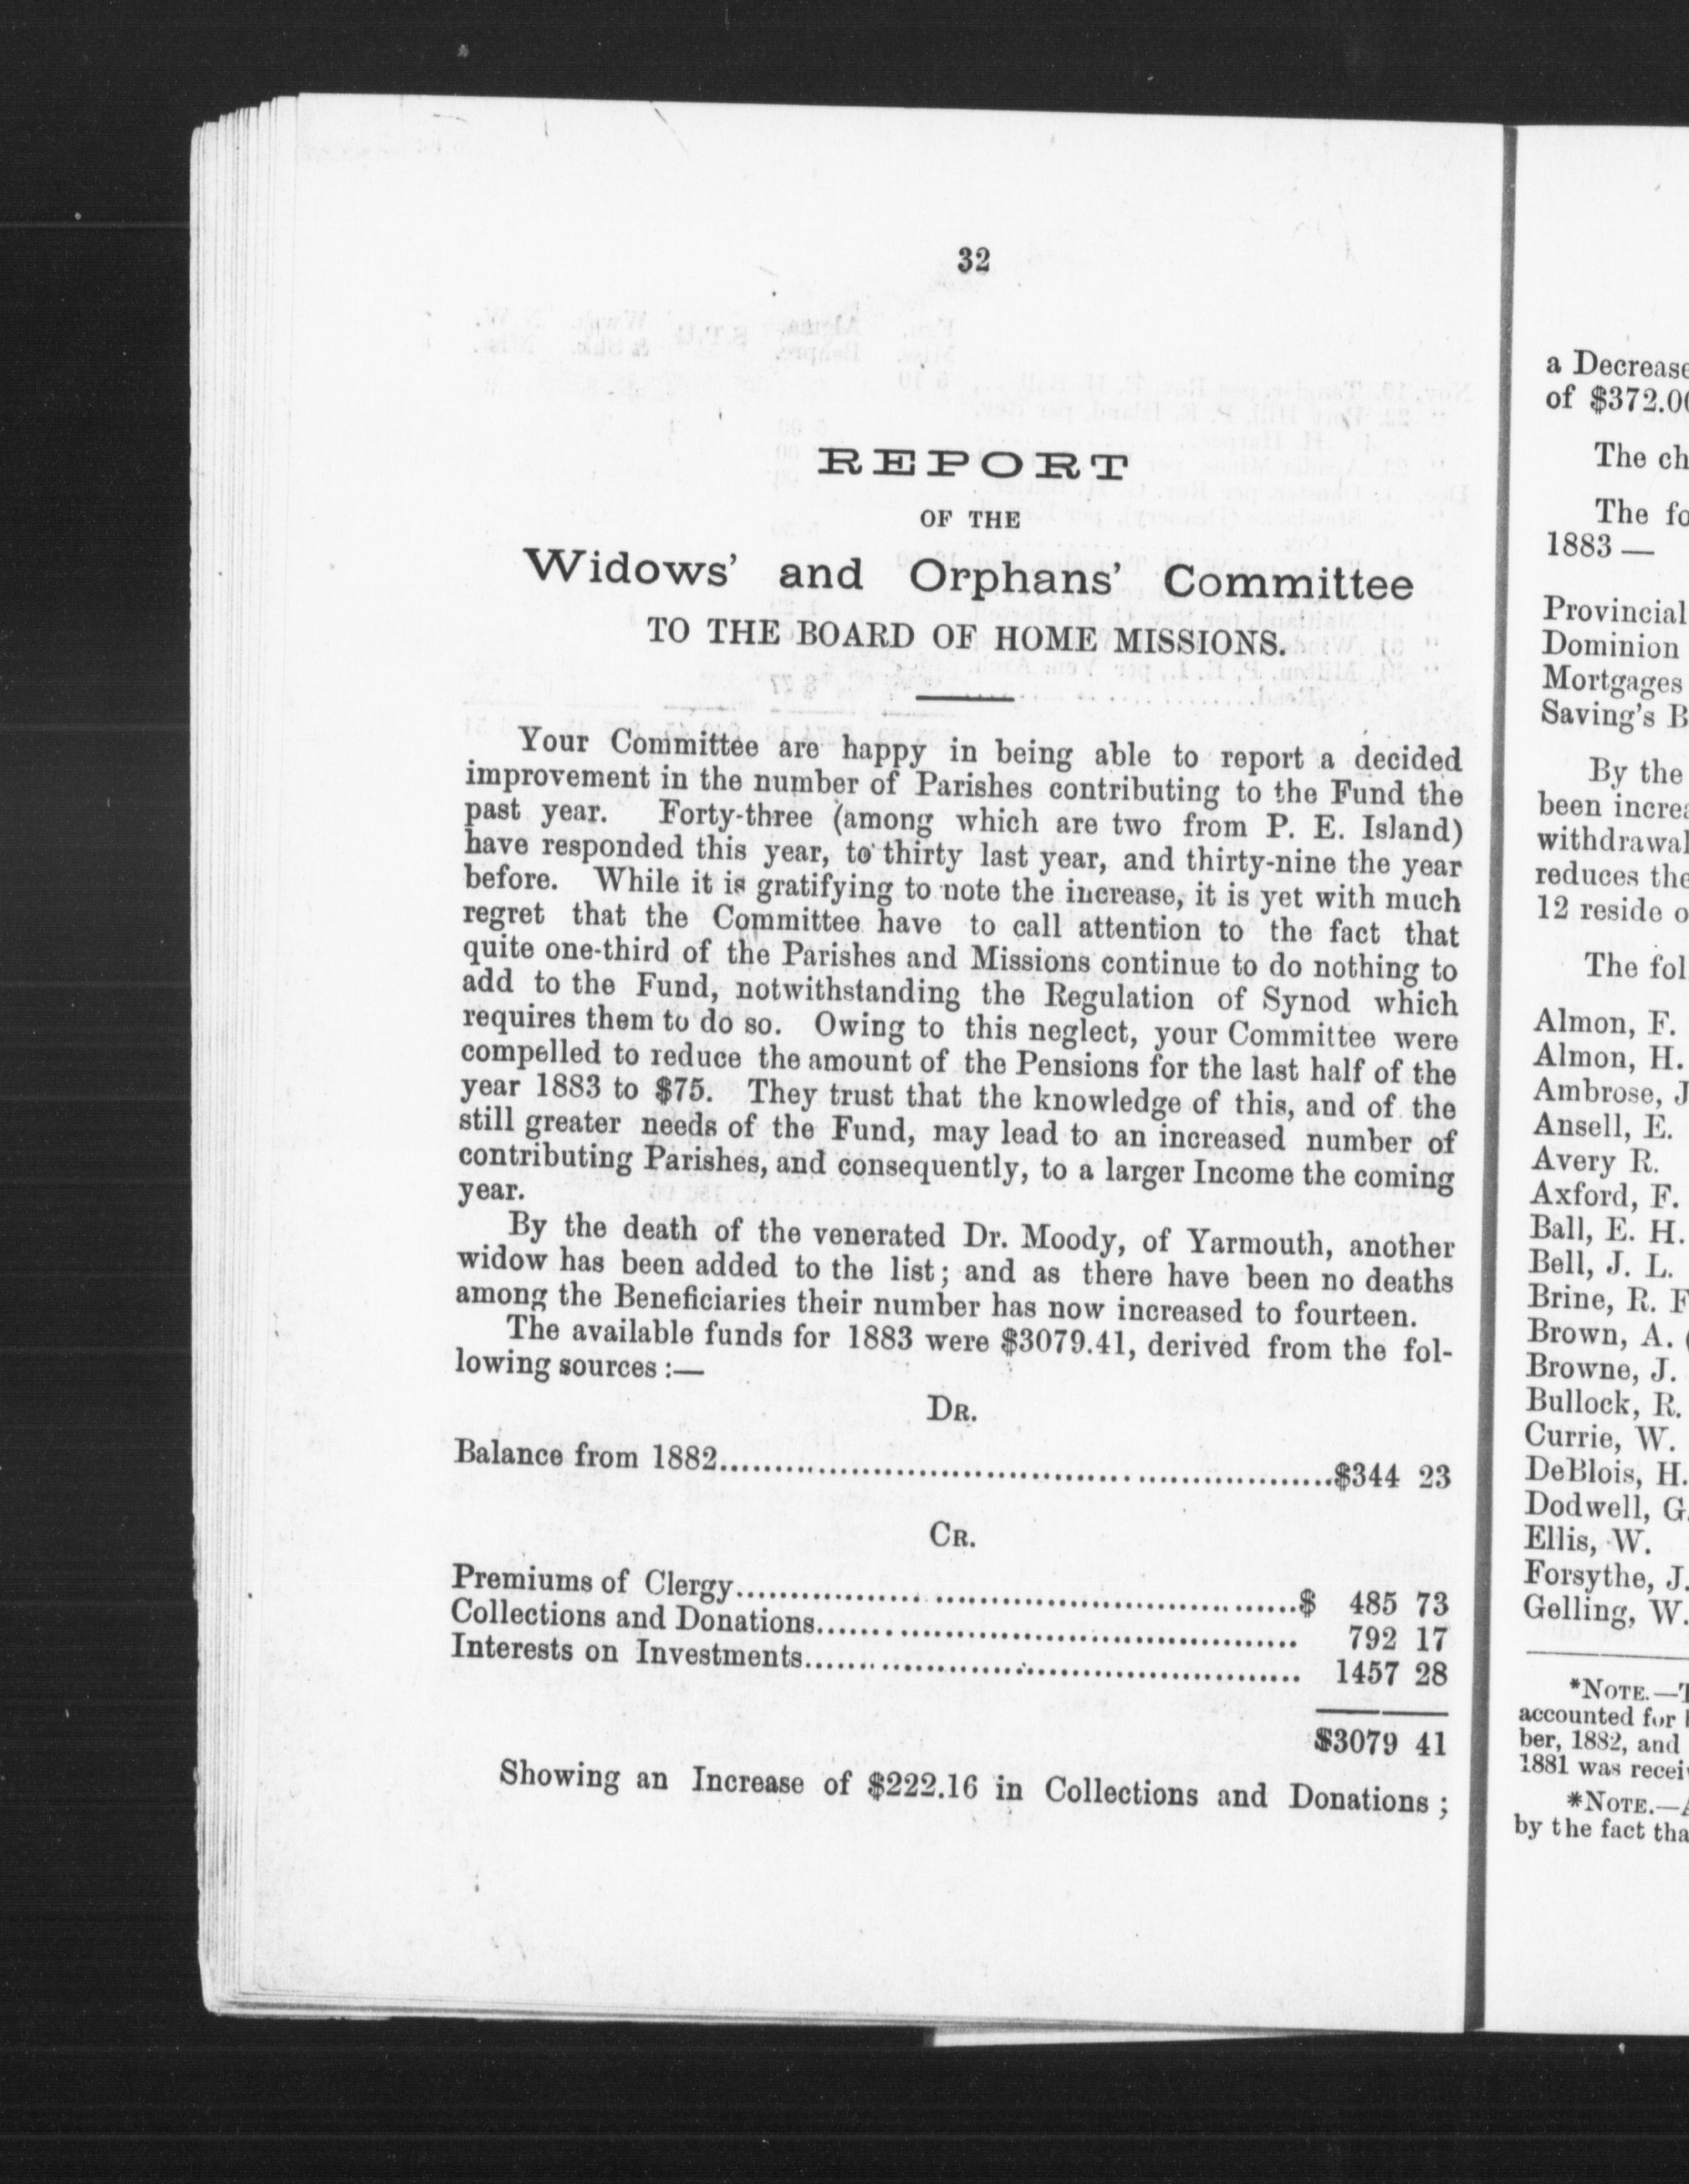 32
REPORT
OF THE
Widows' and Orphans' Committee
TO THE BOARD OF HOME MISSIONS.
Your Committee are happy in being able to report a decided
improvement in the number of Parishes contributing to the Fund the
past year. Forty-three (among which are two from P. E. Island)
have responded this year, to thirty last year, and thirty-nine the year
before. While it is gratifying to note the increase, it is yet with much
regret that the Committee have to call attention to the fact that
quite one-third of the Parishes and Missions continue to do nothing to
add to the Fund, notwithstanding the Regulation of Synod which
requires them to do so. Owing to this neglect, your Committee were
compelled to reduce the amount of the Pensions for the last half of the
year 1883 to $75. They trust that the knowledge of this, and of the
still greater needs of the Fund, may lead to an increased number of
contributing Parishes, and consequently, to a larger Income the coming
year.
By the death of the venerated Dr. Moody, of Yarmouth, another
widow has been added to the list; and as there have been no deaths
among the Beneficiaries their number has now increased to fourteen.
The available funds for 1883 were $3079.41, derived from the fol-
lowing sources :—
DR.
Balance from 1882..........$344 23
CR.
Premiums of Clergy..........$ 485 73
Collections and Donations.......... 792 17
Interests on Investments.......... 1457 28
$3079 41
Showing an Increase of $222.16 in Collections and Donations ;
a Decrease
of $372.00
The ch
The fo
1883 —
Provincial
Dominion
Mortgages
Saving's B
By the
been increa
withdrawal
reduces the
12 reside o
The fol
Almon, F.
Almon, H.
Ambrose, J
Ansell, E.
Avery R.
Axford, F.
Ball, E. H.
Bell, J. L.
Brine, R. F
Brown, A. (
Browne, J.
Bullock, R.
Currie, W.
DeBlois, H.
Dodwell, G.
Ellis, W.
Forsythe, J.
Gelling, W.
*NOTE.—T
accounted for
ber, 1882, and
1881 was recei
*NOTE.—A
by the fact tha